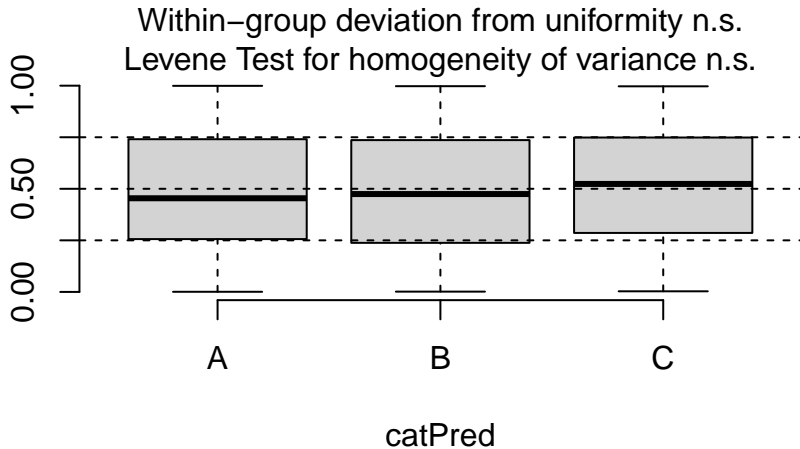 Within−group deviation from uniformity n.s.
Levene Test for homogeneity of variance n.s.
1.00
0.50
0.00
A B C
catPred